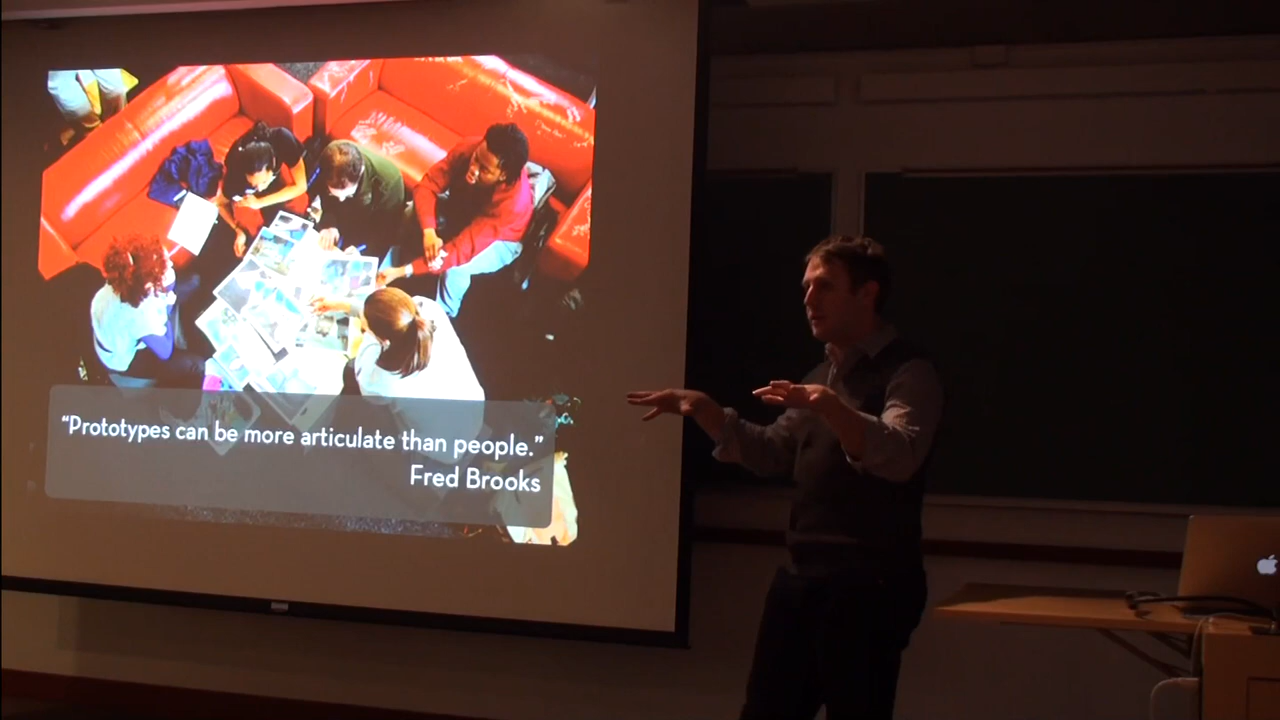 “Prototypes can be more articulate than people.”
Fred Brooks